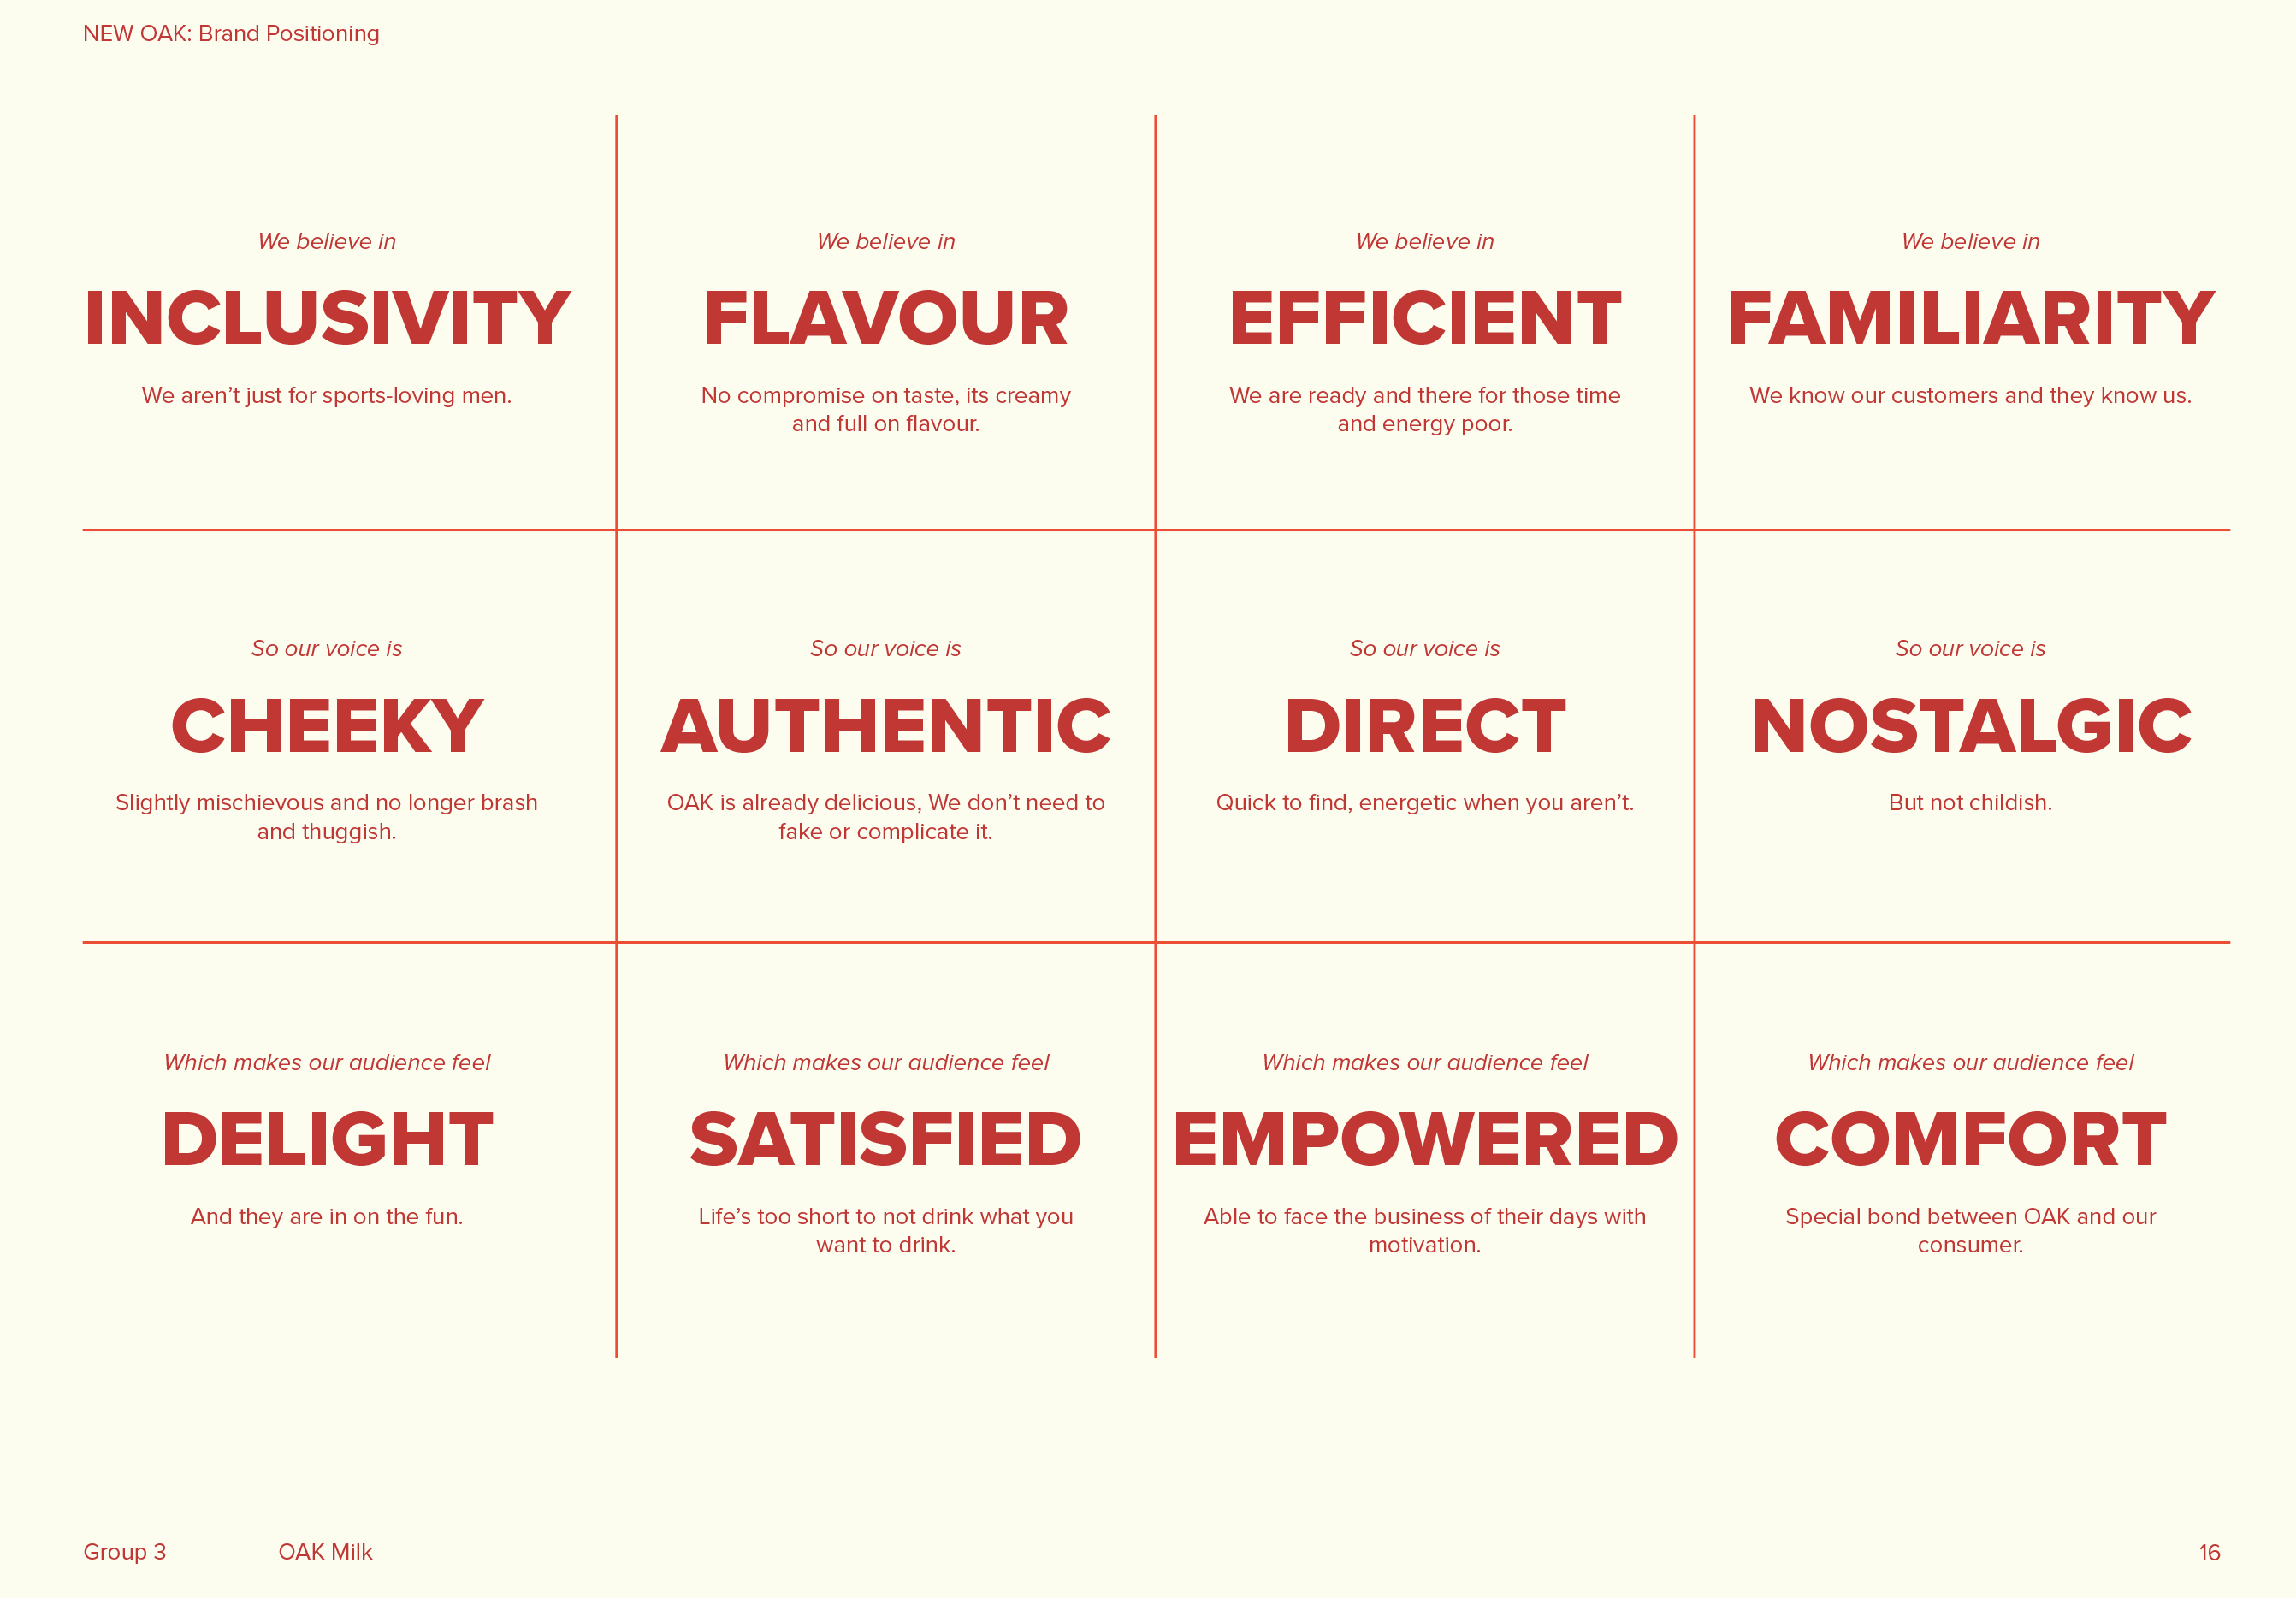 NEW OAK: Brand Positioning
We believe in
INCLUSIVITY
We aren’t just for sports-loving men.
We believe in
FLAVOUR
No compromise on taste, its creamy
and full on flavour.
We believe in
EFFICIENT
We are ready and there for those time
and energy poor.
We believe in
FAMILIARITY
We know our customers and they know us.
So our voice is
CHEEKY
Slightly mischievous and no longer brash
and thuggish.
So our voice is
AUTHENTIC
OAK is already delicious, We don’t need to
fake or complicate it.
So our voice is
DIRECT
Quick to find, energetic when you aren’t.
So our voice is
NOSTALGIC
But not childish.
Which makes our audience feel
DELIGHT
And they are in on the fun.
Which makes our audience feel
SATISFIED
Life’s too short to not drink what you
want to drink.
Which makes our audience feel
EMPOWERED
Able to face the business of their days with
motivation.
Which makes our audience feel
COMFORT
Special bond between OAK and our
consumer.
Group 3
OAK Milk
16